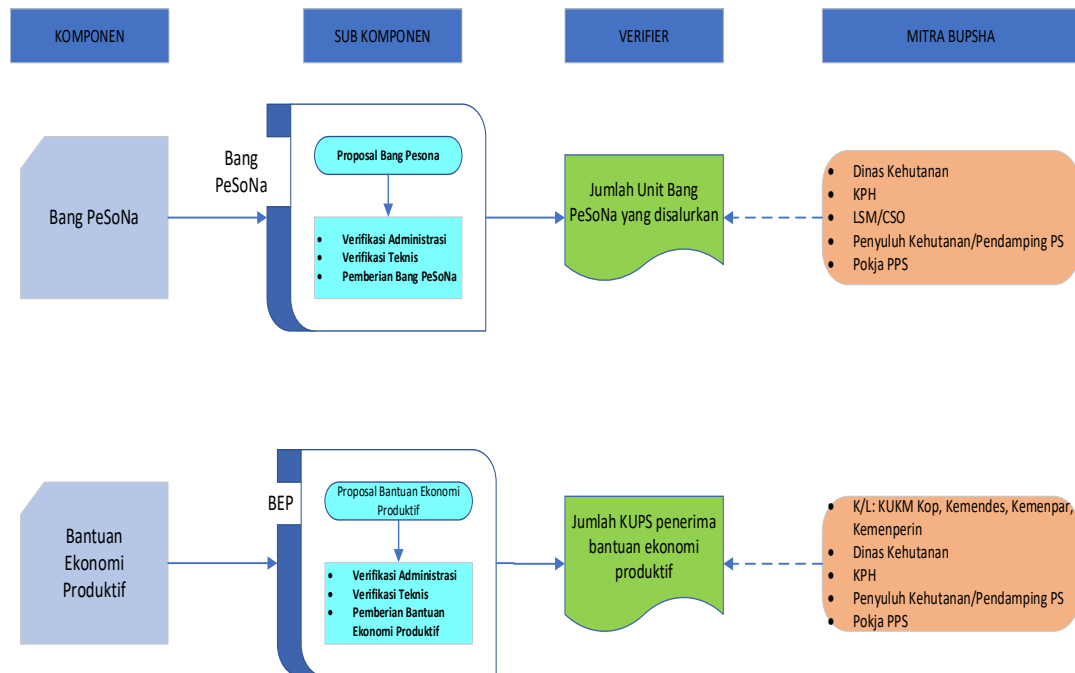 KOMPONEN
SUB KOMPONEN
VERIFIER
MITRA BUPSHA
Bang PeSoNa
Bang
PeSoNa
Proposal Bang Pesona
• Verifikasi Administrasi
• Verifikasi Teknis
• Pemberian Bang PeSoNa
Jumlah Unit Bang
PeSoNa yang disalurkan
• Dinas Kehutanan
• KPH
• LSM/CSO
• Penyuluh Kehutanan/Pendamping PS
• Pokja PPS
Bantuan
Ekonomi
Produktif
BEP
Proposal Bantuan Ekonomi
Produktif
• Verifikasi Administrasi
• Verifikasi Teknis
• Pemberian Bantuan
Ekonomi Produktif
Jumlah KUPS penerima
bantuan ekonomi
produktif
• K/L: KUKM Kop, Kemendes, Kemenpar,
Kemenperin
• Dinas Kehutanan
• KPH
• Penyuluh Kehutanan/Pendamping PS
• Pokja PPS